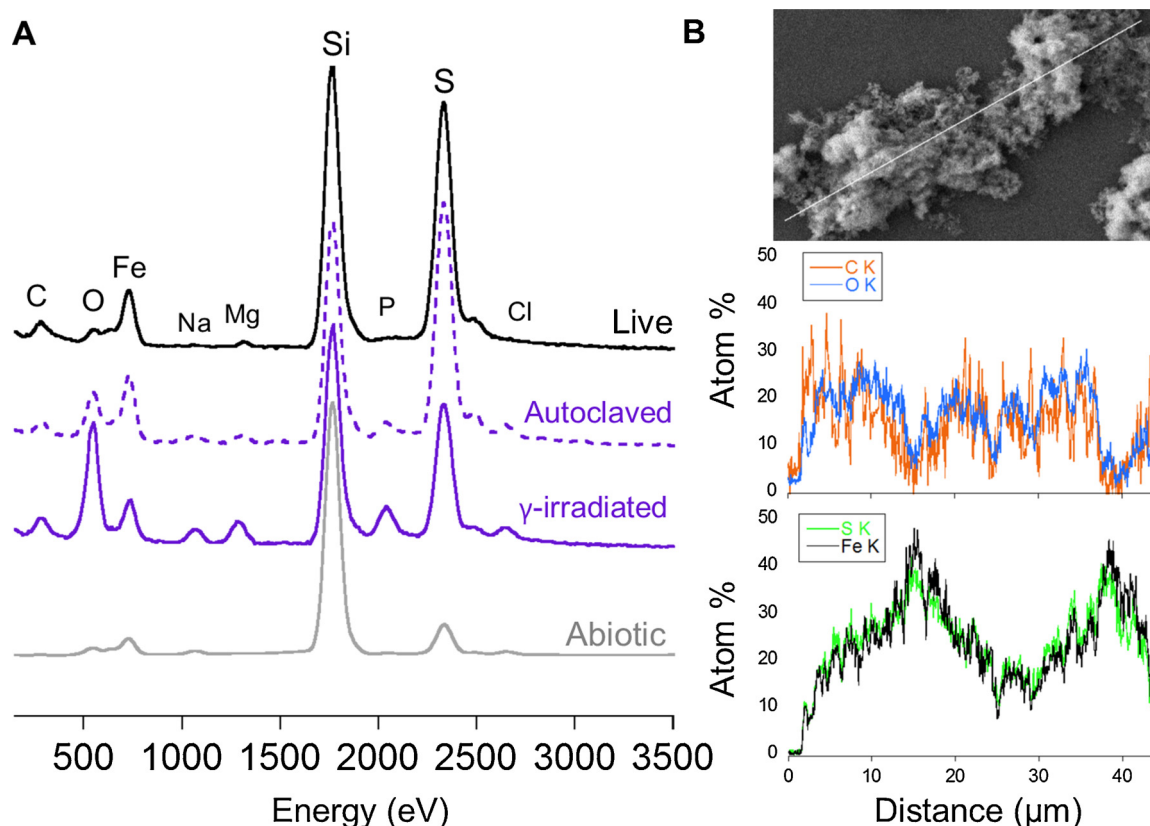 A
Si
S
Fe
C
O
Na
Mg
P
Cl
Live
Autoclaved
γ-irradiated
Abiotic
500 1000 1500 2000 2500 3000 3500
Energy (eV)
B
50
40
30
20
10
0
Atom %
C K
O K
50
40
30
20
10
0
Atom %
S K
Fe K
0 10 20 30 40
Distance (μm)